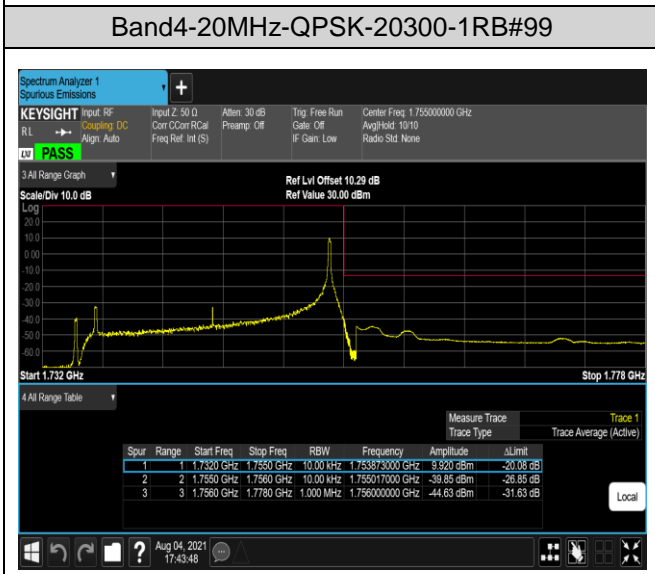 Band4-20MHz-QPSK-20300-1RB#99
Spectrum Analyzer 1
Spurious Emissions
+
KEYSIGHT Input: RF Input Z: 50 Ω Atten: 30 dB Trig: Free Run Center Freq: 1.755000000 GHz
R L Coupling: DC Corr CCorr RCal Preamp: Off Gate: Off Avg|Hold: 10/10
Align: Auto Freq Ref: Int (S) IF Gain: Low Radio Std: None
LXI PASS
3 All Range Graph
Ref Lvl Offset 10.29 dB
Scale/Div 10.0 dB Ref Value 30.00 dBm
Log
20.0
10.0
0.00
-10.0
-20.0
-30.0
-40.0
-50.0
-60.0
Start 1.732 GHz Stop 1.778 GHz
4 All Range Table
Measure Trace Trace 1
Trace Type Trace Average (Active)
Spur Range Start Freq Stop Freq RBW Frequency Amplitude ΔLimit
1 1 1.7320 GHz 1.7550 GHz 10.00 kHz 1.753873000 GHz 9.920 dBm -20.08 dB
2 2 1.7550 GHz 1.7560 GHz 10.00 kHz 1.755017000 GHz -39.85 dBm -26.85 dB
3 3 1.7560 GHz 1.7780 GHz 1.000 MHz 1.756000000 GHz -44.63 dBm -31.63 dB
Local
? Aug 04, 2021
17:43:48